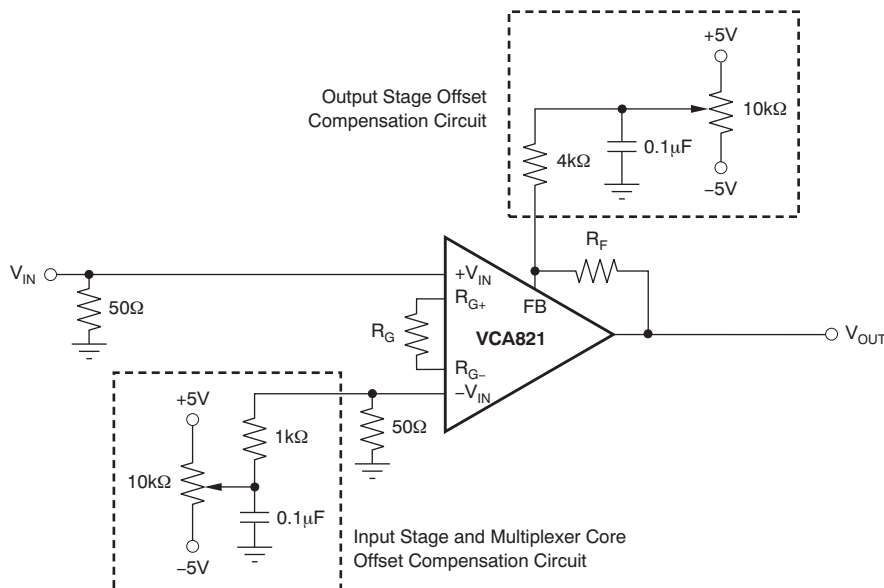 +5V
Output Stage Offset
Compensation Circuit
10kΩ
0.1μF
4kΩ
−5V
R_F
V_IN
+V_IN
R_G+
FB
50Ω
R_G
VCA821
V_OUT
R_G−
−V_IN
+5V
50Ω
1kΩ
10kΩ
0.1μF
Input Stage and Multiplexer Core
Offset Compensation Circuit
−5V